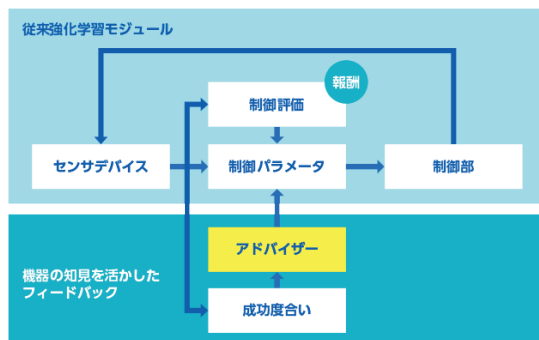 従来強化学習モジュール
報酬
制御評価
センサデバイス
制御パラメータ
制御部
アドバイザー
機器の知見を活かした
フィードバック
成功度合い